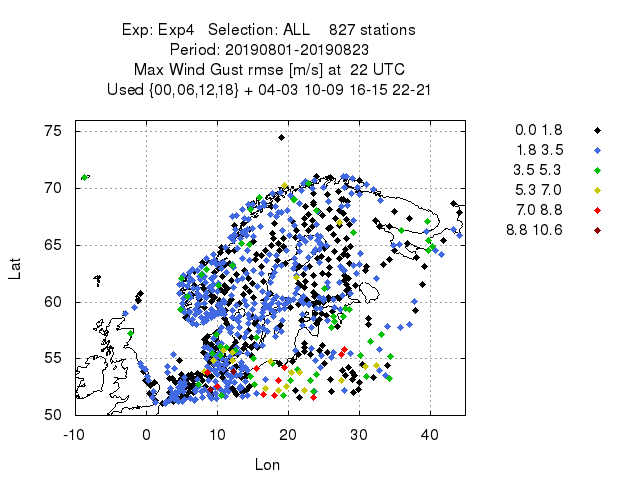 Exp: Exp4 Selection: ALL 827 stations
Period: 20190801-20190823
Max Wind Gust rmse [m/s] at 22 UTC
Used {00,06,12,18} + 04-03 10-09 16-15 22-21
0.0 1.8
1.8 3.5
3.5 5.3
5.3 7.0
7.0 8.8
8.8 10.6
75
70
65
60
55
50
Lat
-10 0 10 20 30 40
Lon